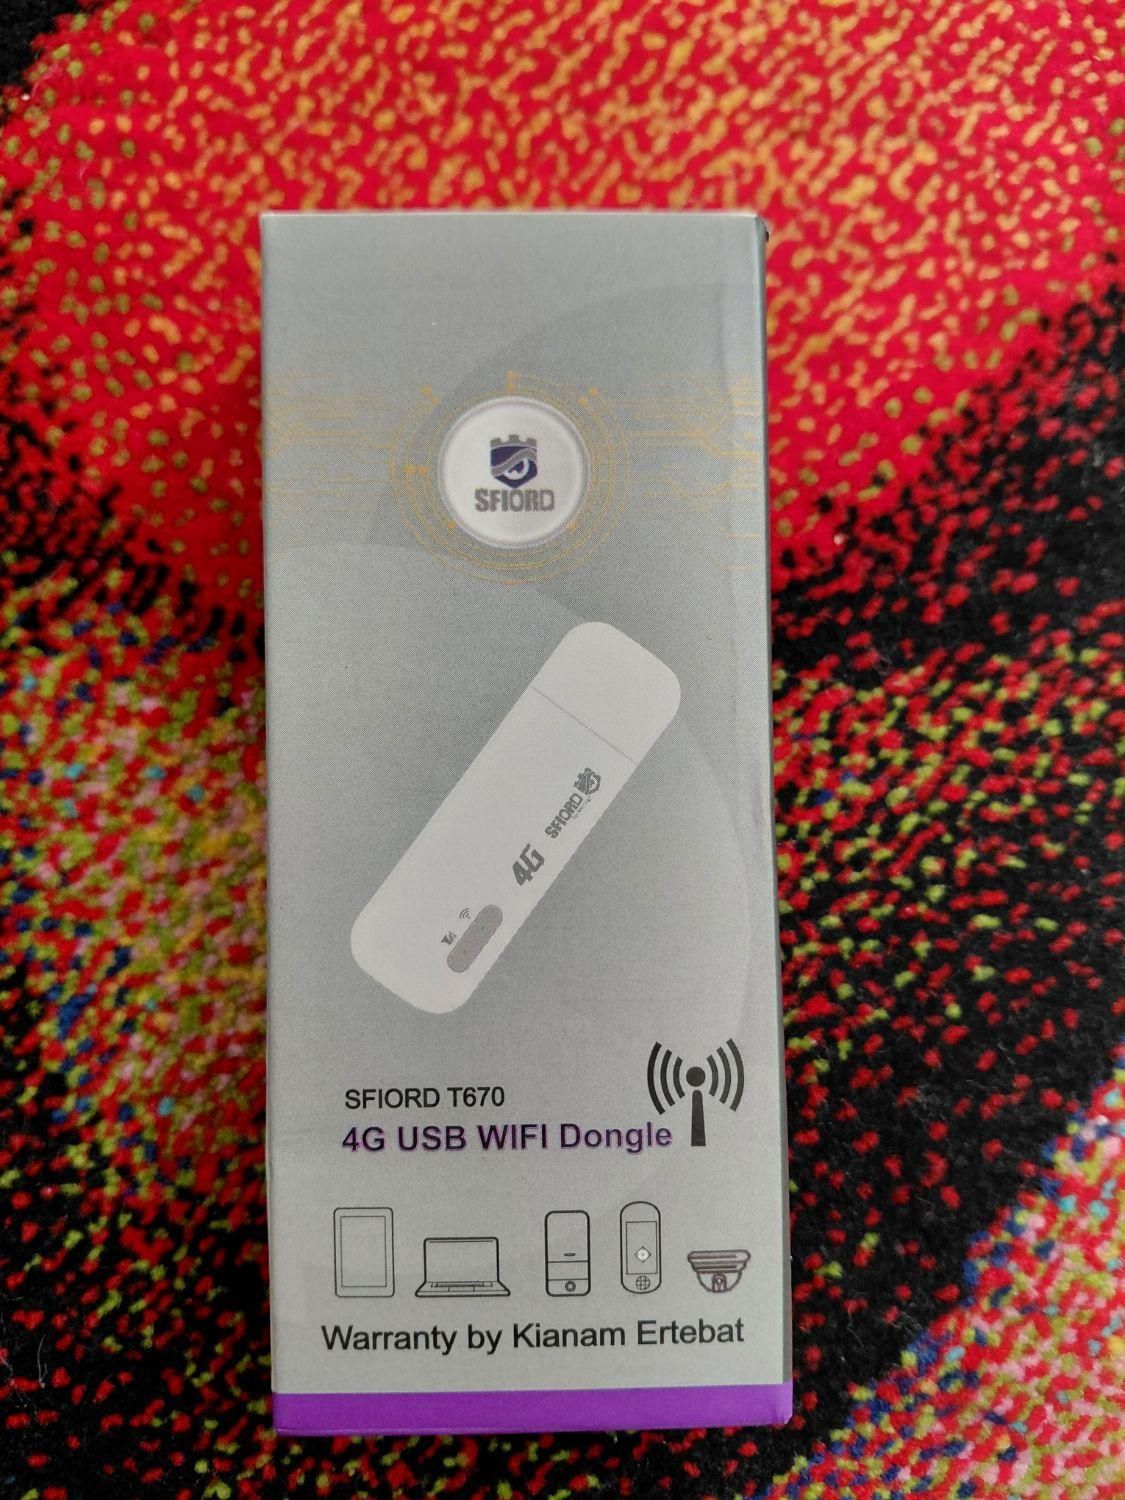 SFIORD
SFIORD
4G
SFIORD T670
4G USB WIFI Dongle
Warranty by Kianam Ertebat